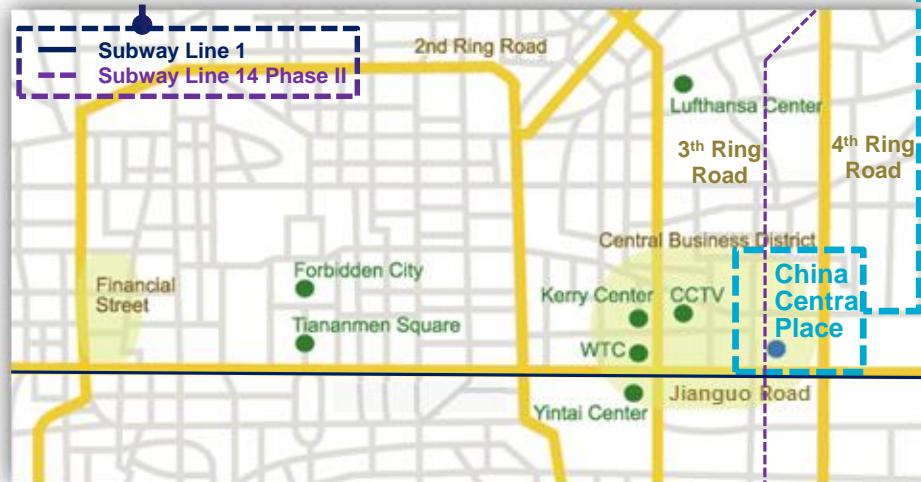 Subway Line 1
Subway Line 14 Phase II
2nd Ring Road
Lufthansa Center
3th Ring
Road
4th Ring
Road
Central Business District
Financial
Street
Forbidden City
Tiananmen Square
Kerry Center
CCTV
China
Central
Place
WTC
Jianguo Road
Yintai Center